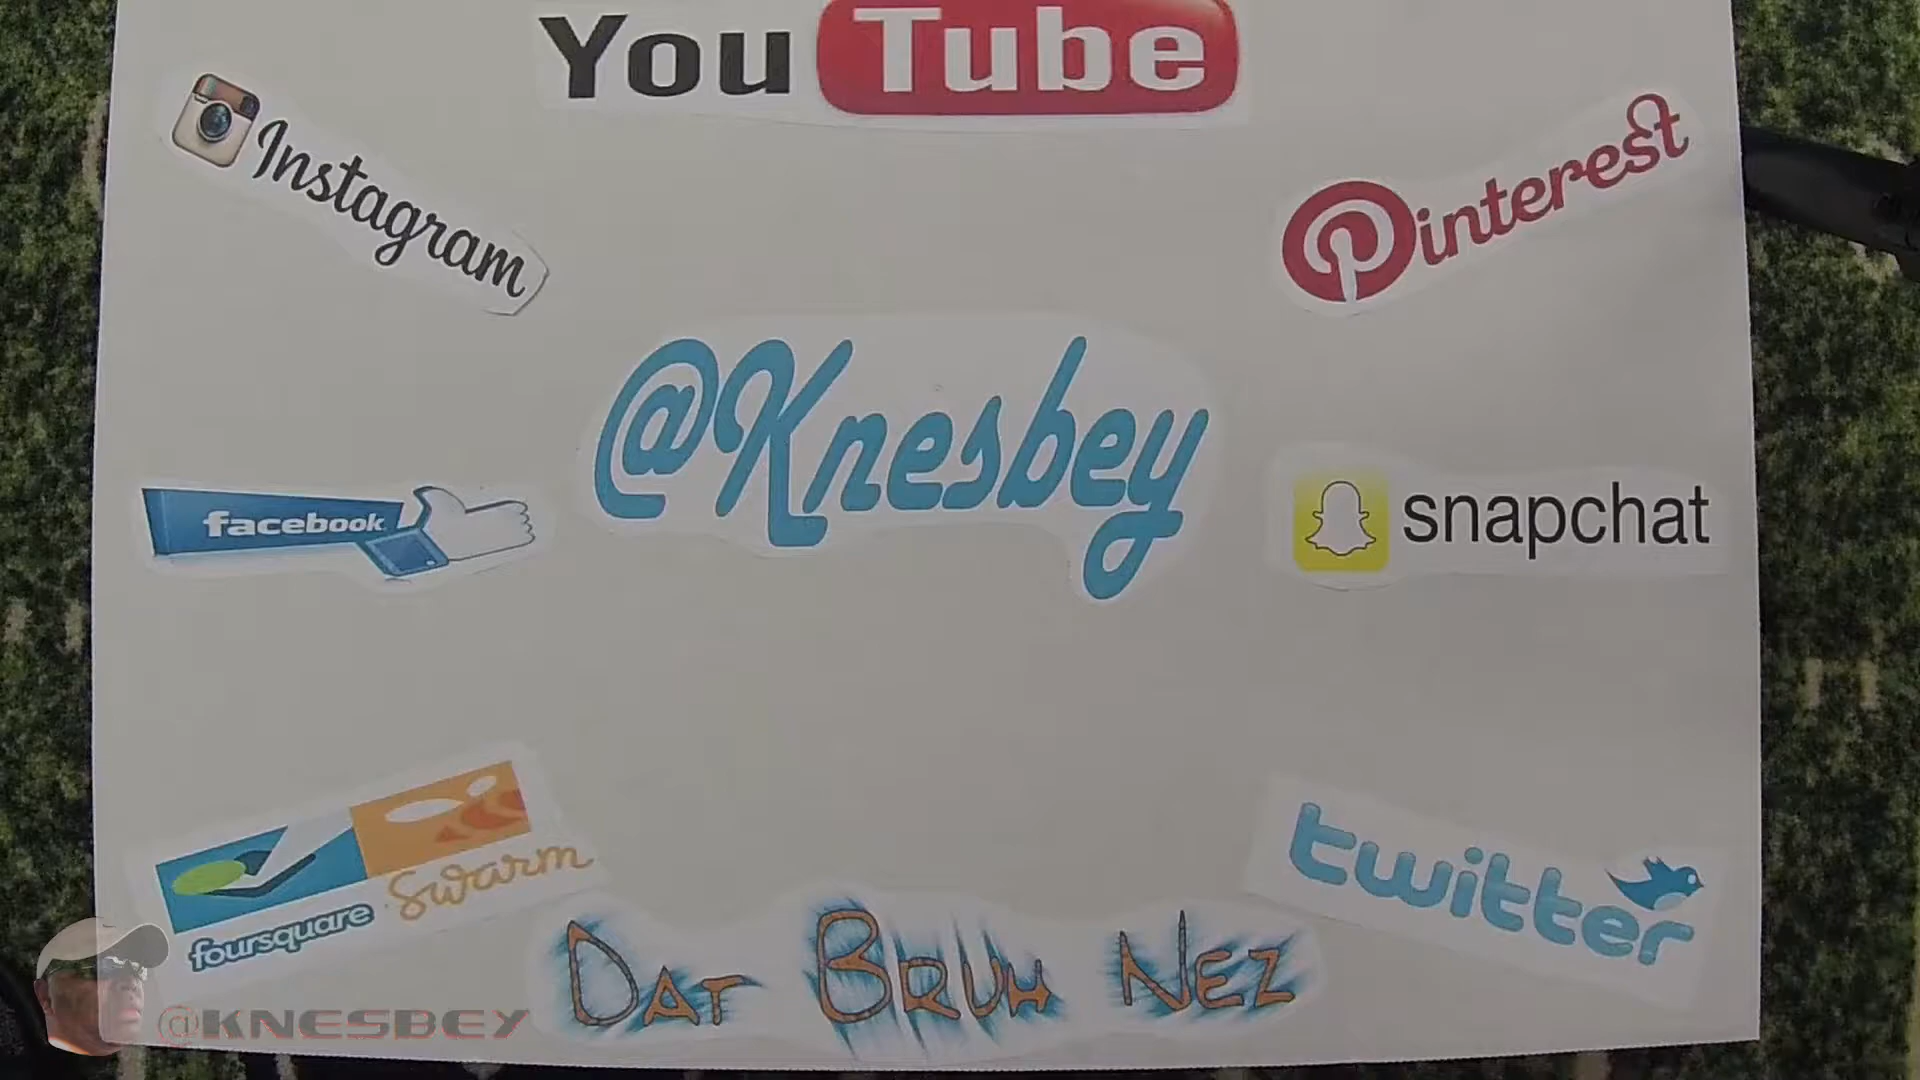 YouTube
Instagram
Pinterest
@Knesbey
facebook
snapchat
swarm
foursquare
twitter
DAT BRUH NEZ
@KNESBEY